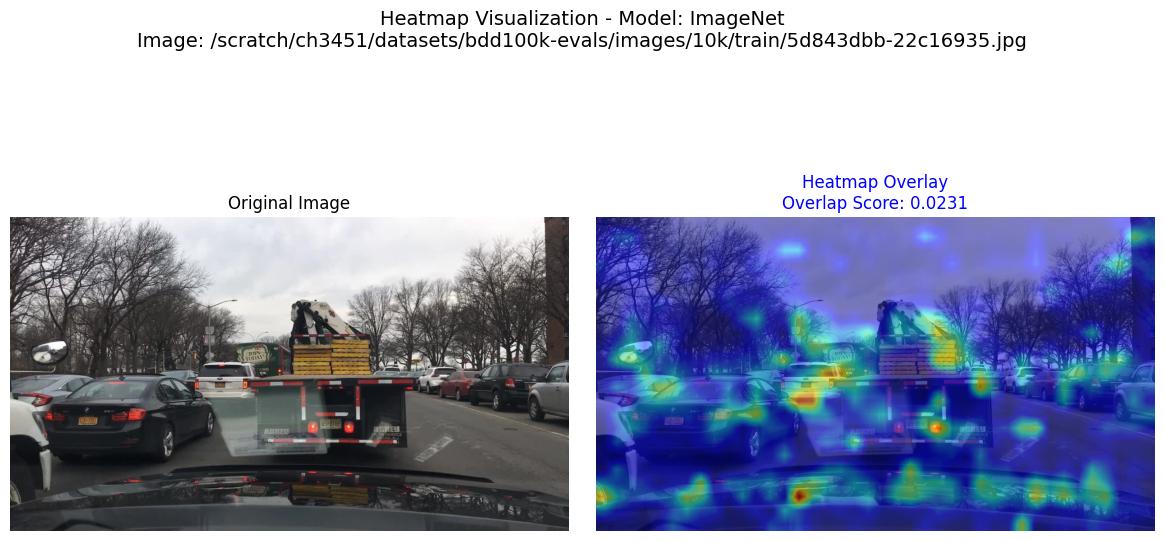 Heatmap Visualization - Model: ImageNet
Image: /scratch/ch3451/datasets/bdd100k-evals/images/10k/train/5d843dbb-22c16935.jpg
Original Image
Heatmap Overlay
Overlap Score: 0.0231